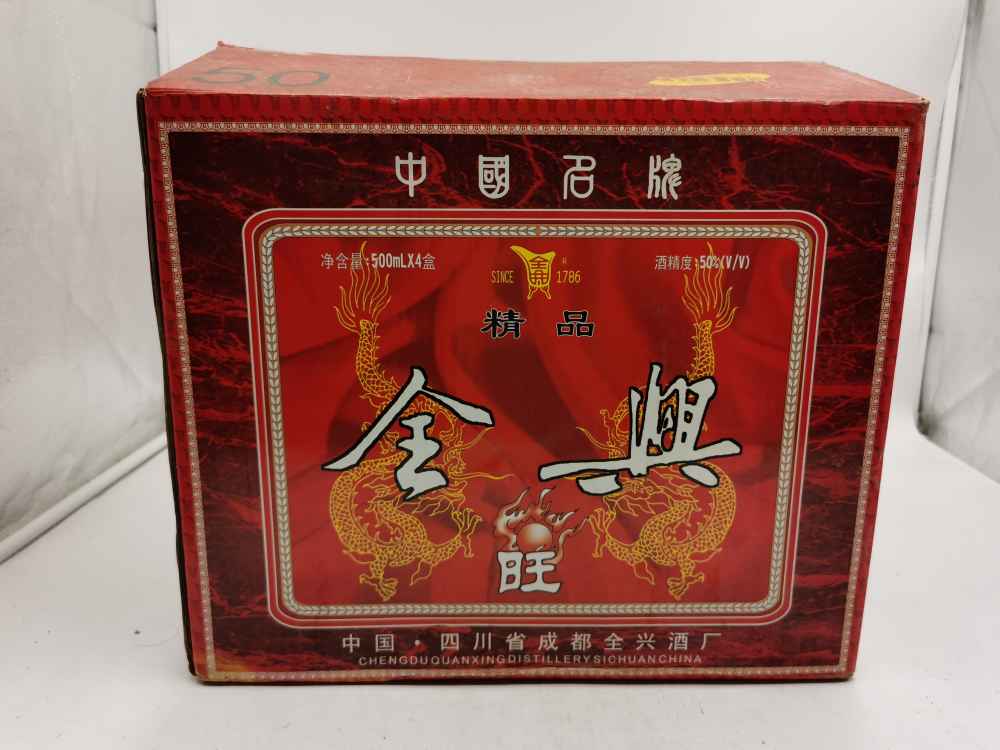 50
中國名牌
净含量:500mLX4盒
全興
SINCE
R
1786
酒精度:50%(V/V)
精品
全興
旺
中国·四川省成都全兴酒厂
CHENGDUQUANXINGDISTILLERYSICHUANCHINA